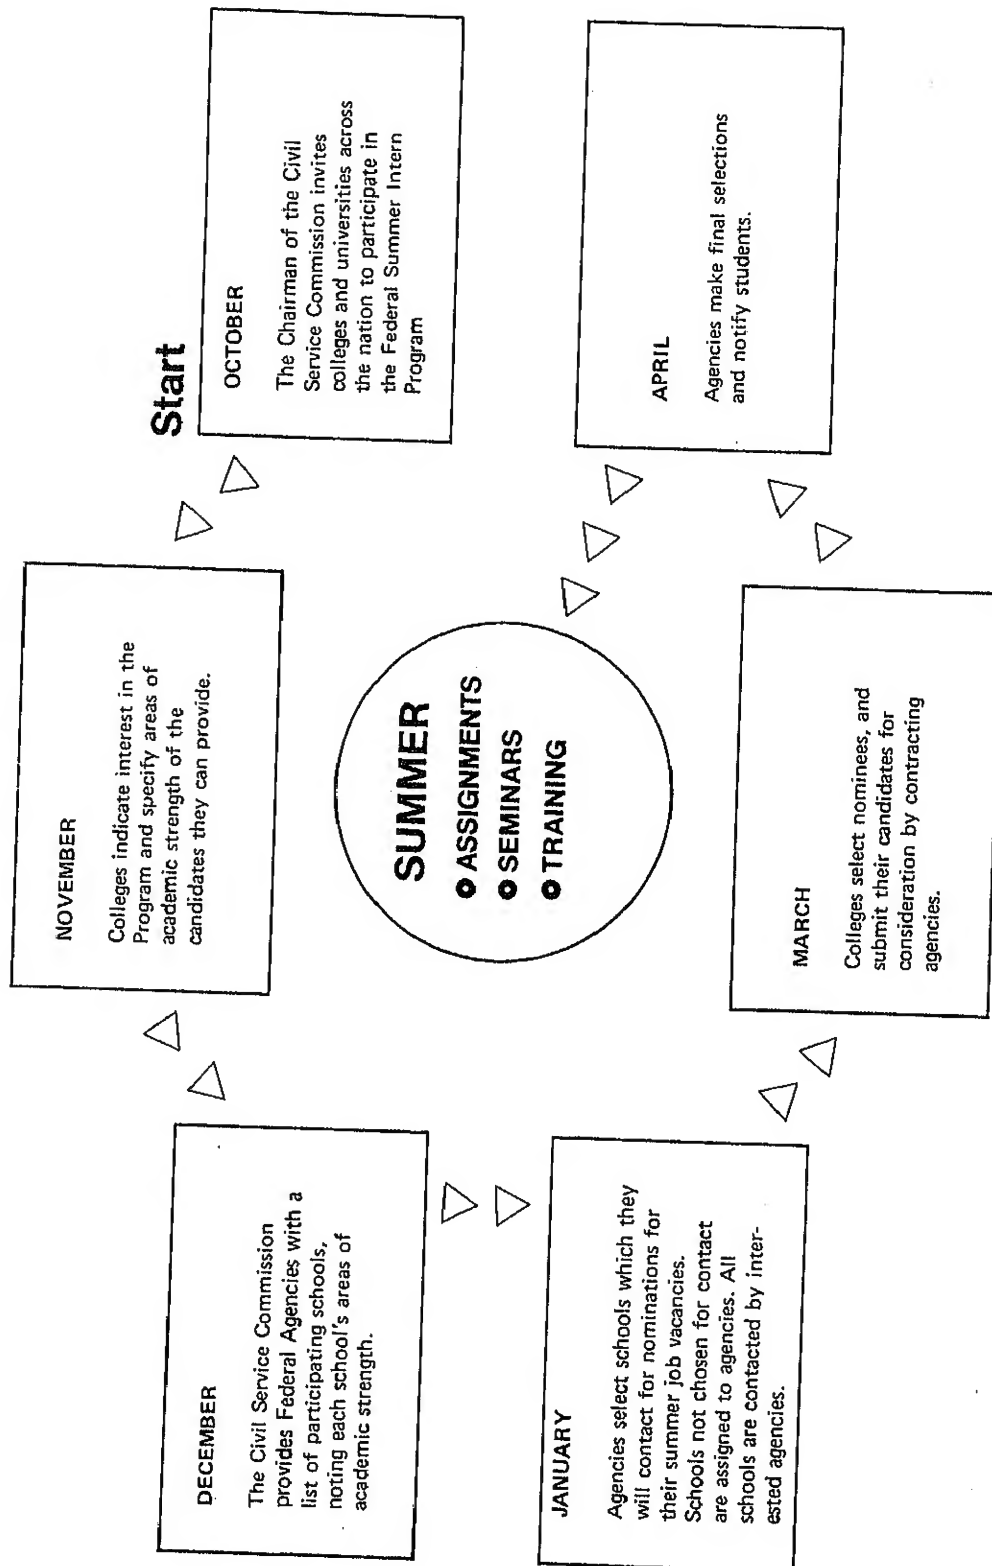 Start
OCTOBER
The Chairman of the Civil
Service Commission invites
colleges and universities across
the nation to participate in
the Federal Summer Intern
Program
NOVEMBER
Colleges indicate interest in the
Program and specify areas of
academic strength of the
candidates they can provide.
DECEMBER
The Civil Service Commission
provides Federal Agencies with a
list of participating schools,
noting each school's areas of
academic strength.
JANUARY
Agencies select schools which they
will contact for nominations for
their summer job vacancies.
Schools not chosen for contact
are assigned to agencies. All
schools are contacted by inter-
ested agencies.
MARCH
Colleges select nominees, and
submit their candidates for
consideration by contracting
agencies.
APRIL
Agencies make final selections
and notify students.
SUMMER
ASSIGNMENTS
SEMINARS
TRAINING